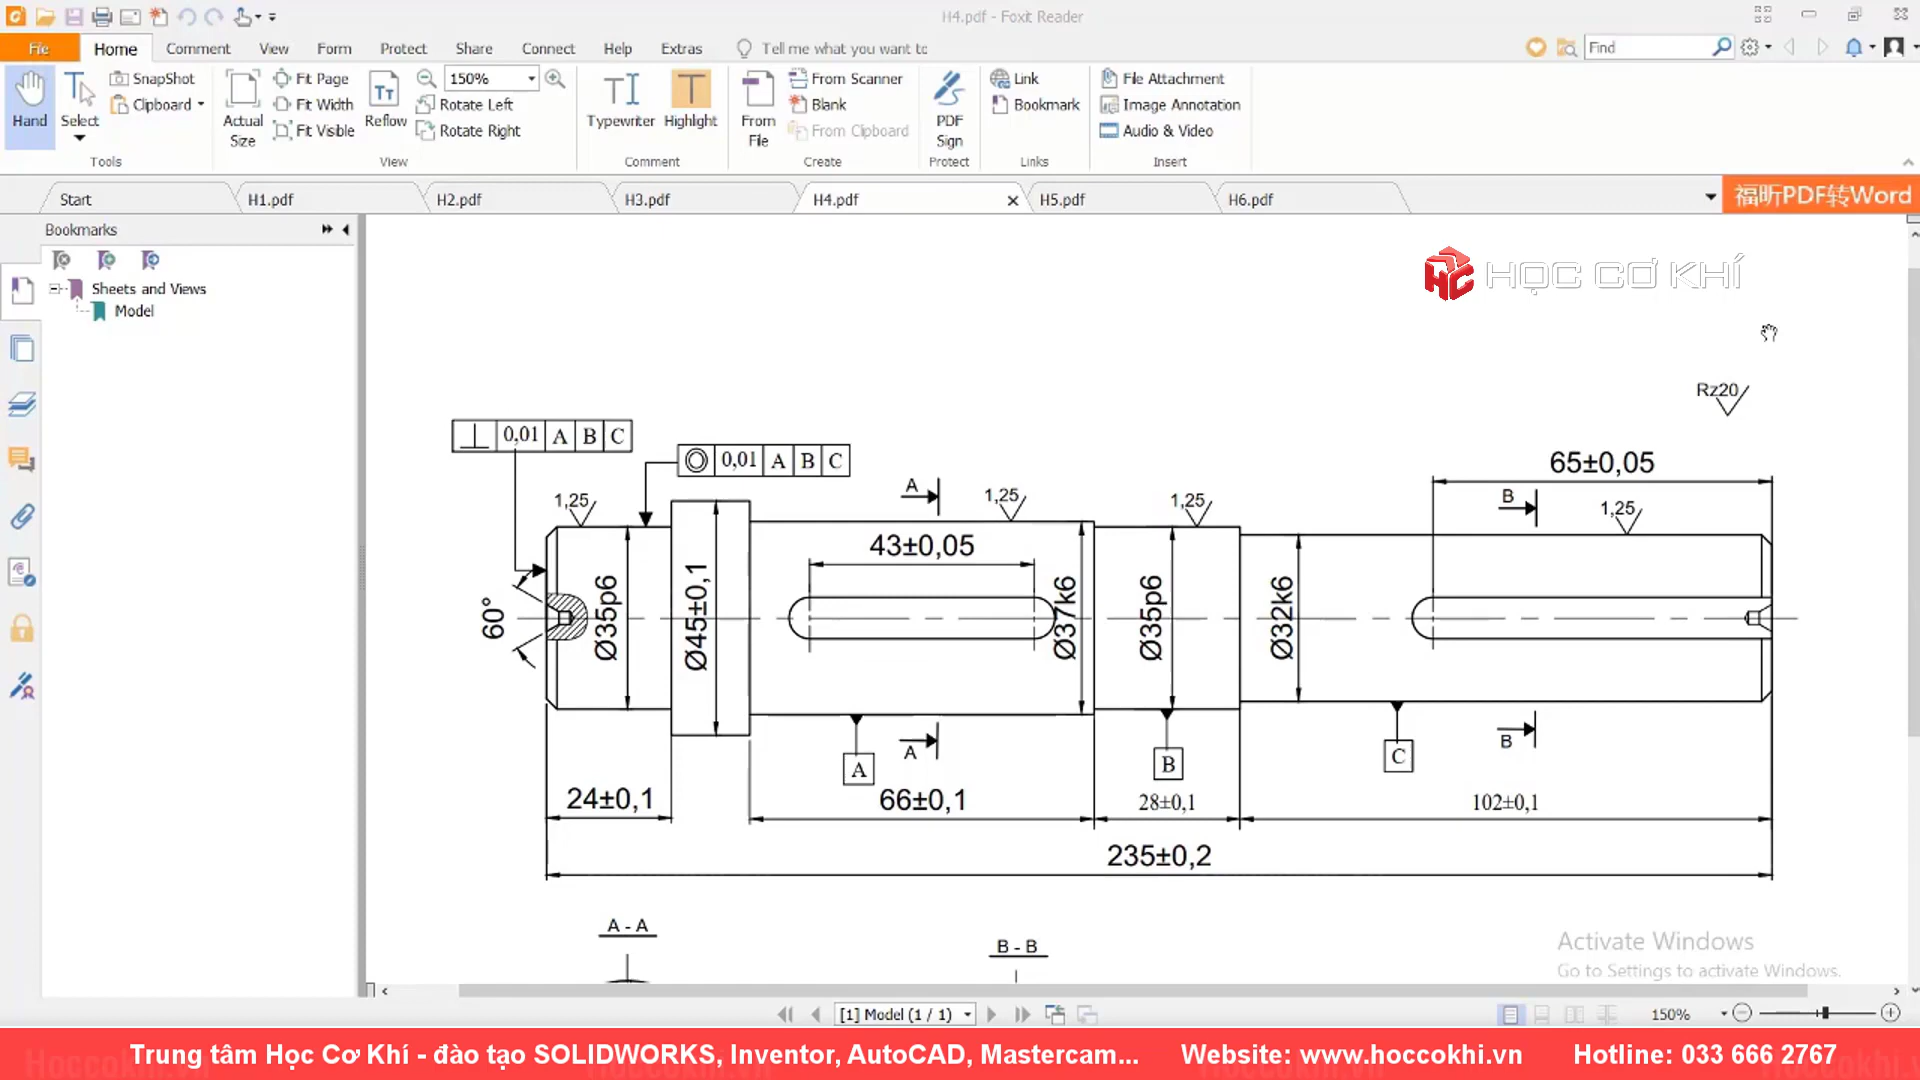 H4.pdf - Foxit Reader
File Home Comment View Form Protect Share Connect Help Extras Tell me what you want to Find
SnapShot Fit Page 150% From Scanner Link File Attachment
Clipboard Fit Width Rotate Left Blank Bookmark Image Annotation
Fit Visible Rotate Right From Clipboard Audio & Video
Hand Select Actual Size Reflow Typewriter Highlight From File PDF Sign
Tools View Comment Create Protect Links Insert
Start H1.pdf H2.pdf H3.pdf H4.pdf H5.pdf H6.pdf 福昕PDF转Word
Bookmarks
Sheets and Views
Model
HỌC CƠ KHÍ
Rz20
0,01 A B C
0,01 A B C
65±0,05
A
B
1,25 1,25 1,25 1,25
43±0,05
60°
Ø35p6 Ø45±0,1 Ø37k6 Ø35p6 Ø32k6
A A B C B
24±0,1 66±0,1 28±0,1 102±0,1
235±0,2
A - A
B - B
Activate Windows
Go to Settings to activate Windows.
[1] Model (1 / 1) 150%
Trung tâm Học Cơ Khí - đào tạo SOLIDWORKS, Inventor, AutoCAD, Mastercam... Website: www.hoccokhi.vn Hotline: 033 666 2767